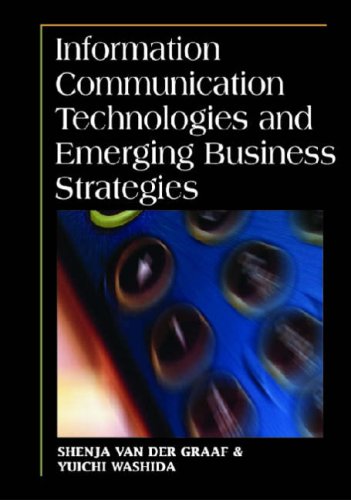 Information
Communication
Technologies and
Emerging Business
Strategies
SHENJA VAN DER GRAAF &
YUICHI WASHIDA